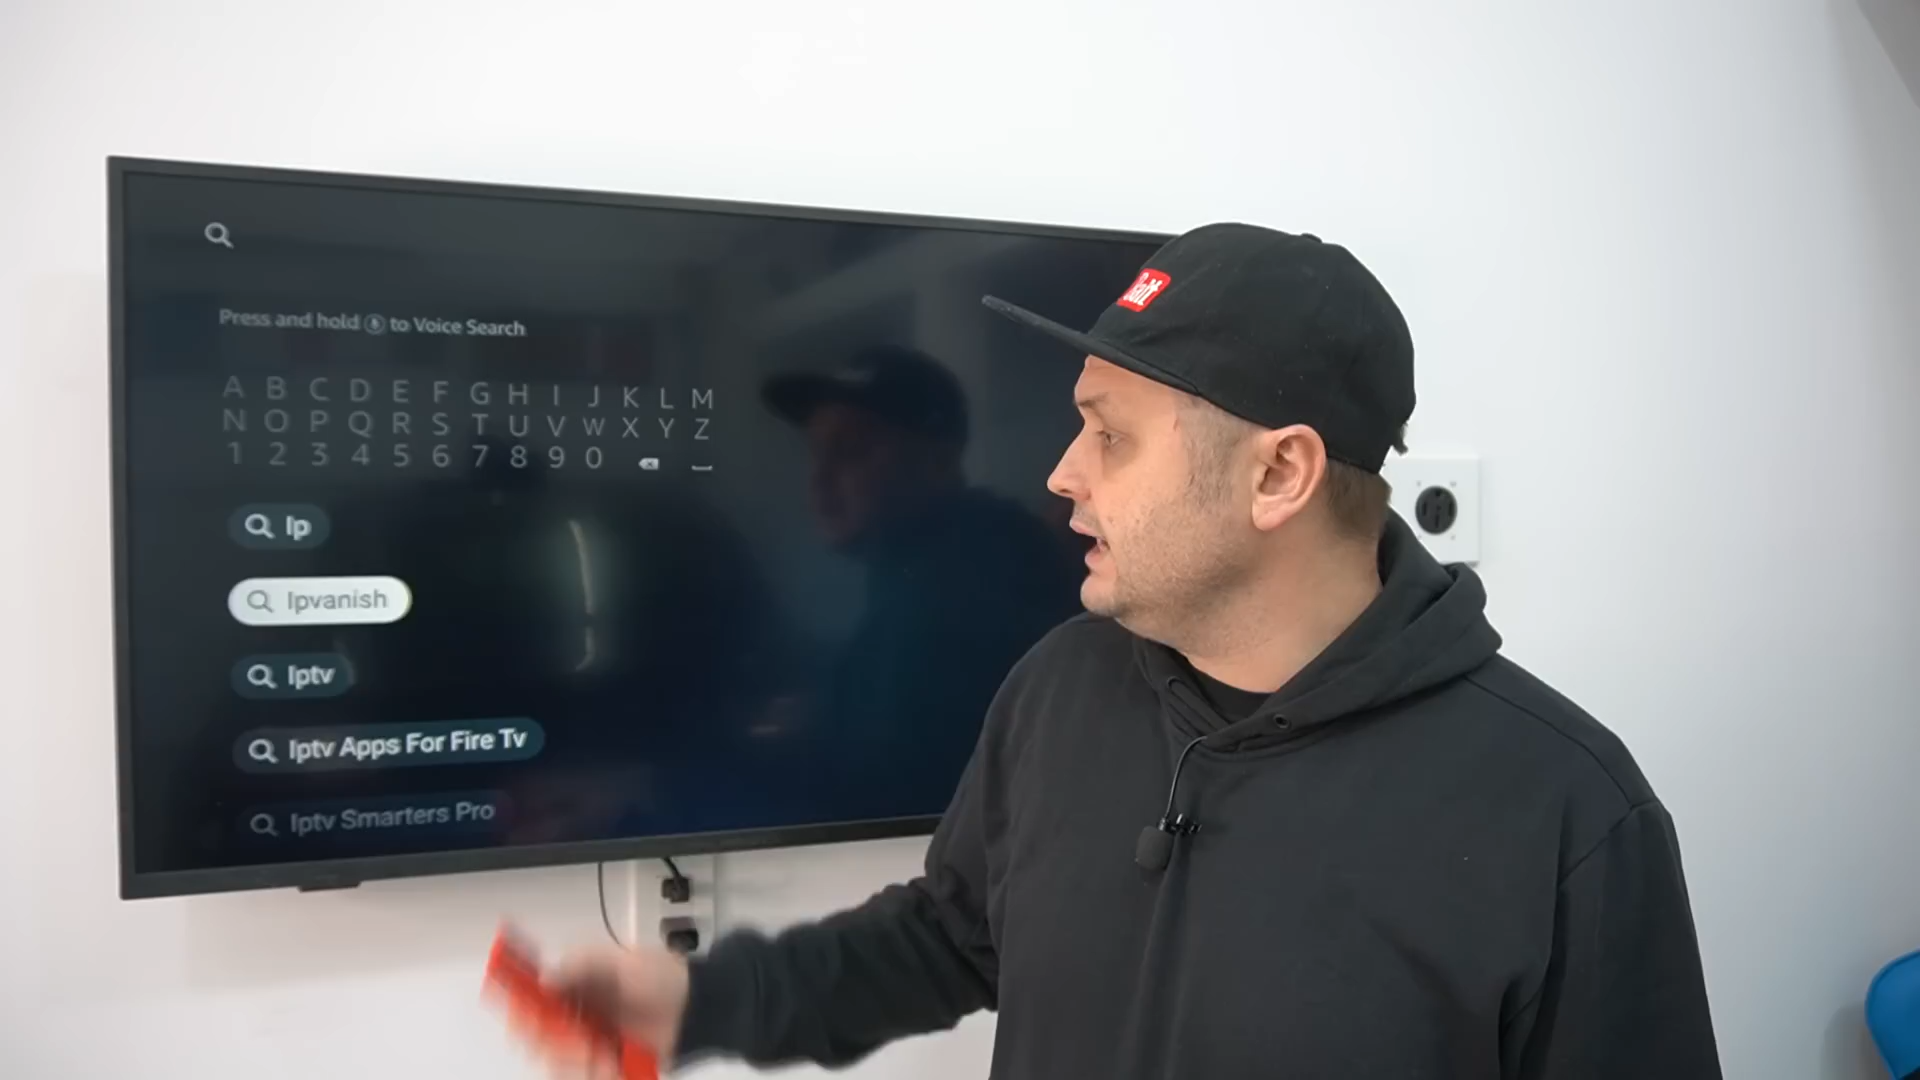 Press and hold to Voice Search
A B C D E F G H I J K L M
N O P Q R S T U V W X Y Z
1 2 3 4 5 6 7 8 9 0
Ip
Ipvanish
Iptv
Iptv Apps For Fire Tv
Iptv Smarters Pro